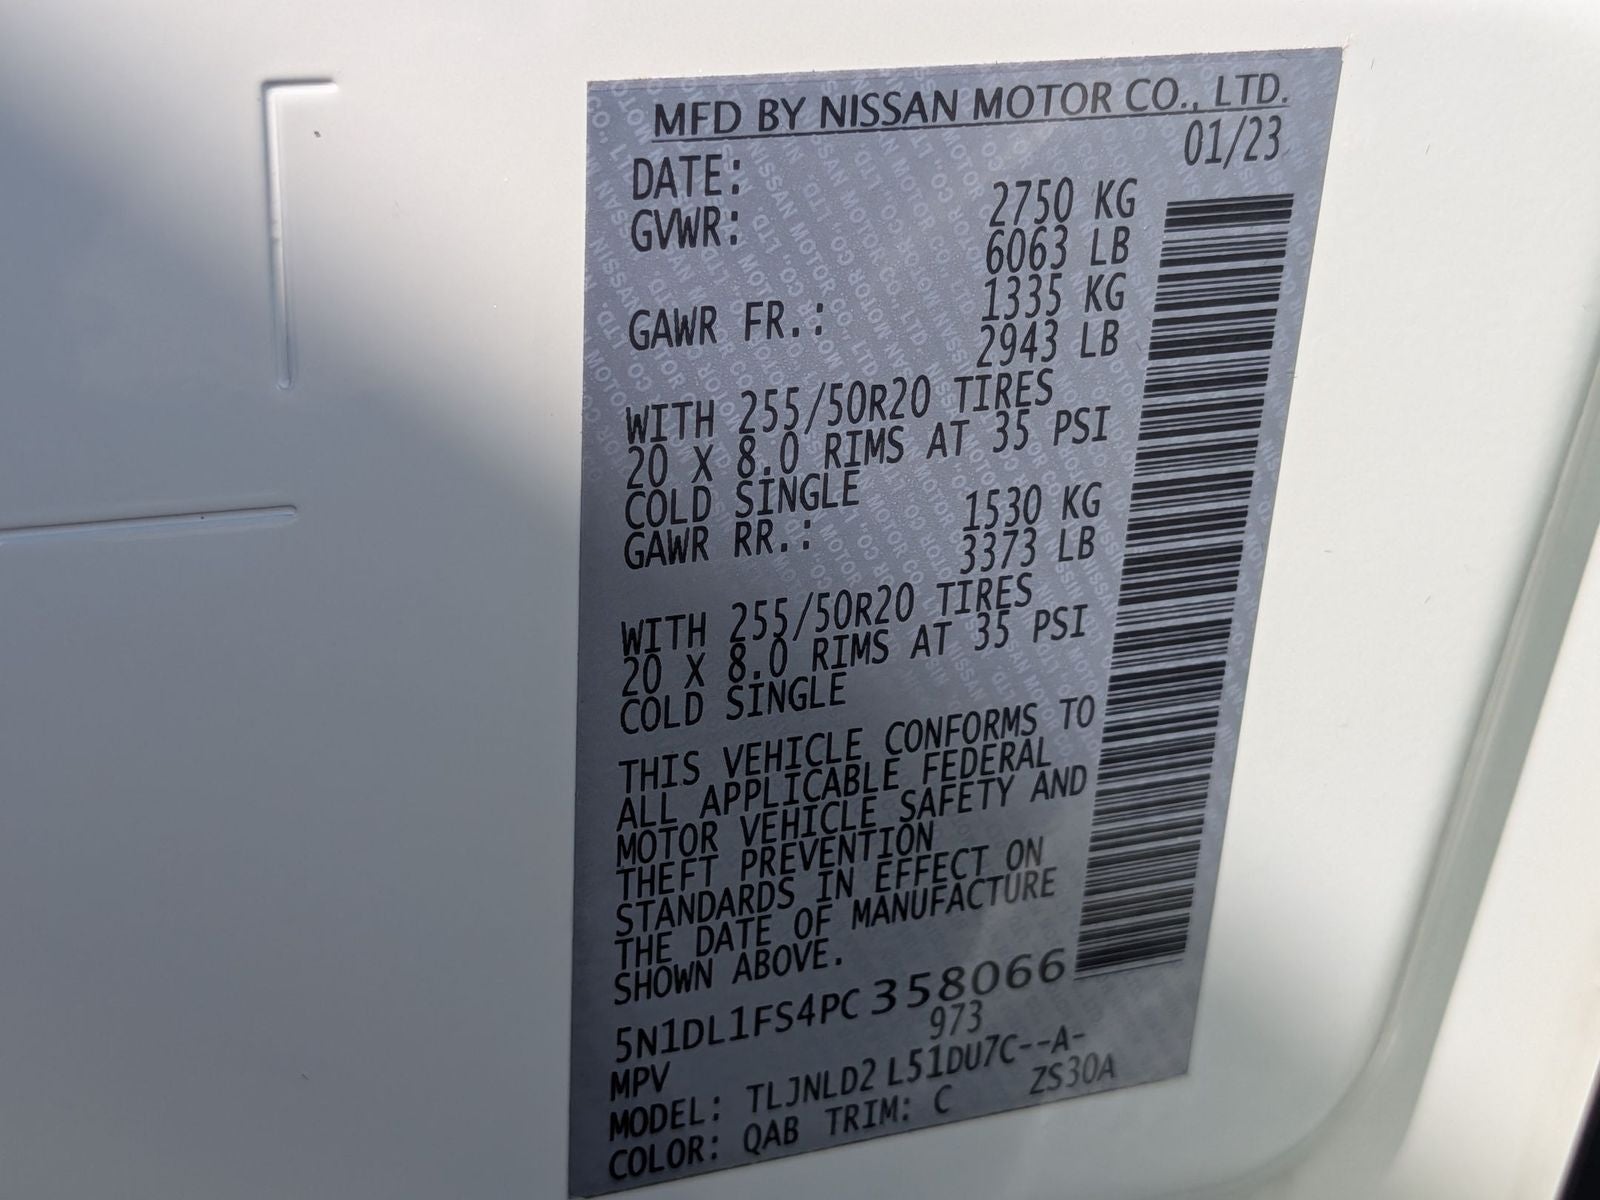 MFD BY NISSAN MOTOR CO., LTD.
DATE: 01/23
GVWR: 2750 KG
6063 LB
GAWR FR.: 1335 KG
2943 LB
WITH 255/50R20 TIRES
20 X 8.0 RIMS AT 35 PSI
COLD SINGLE
GAWR RR.: 1530 KG
3373 LB
WITH 255/50R20 TIRES
20 X 8.0 RIMS AT 35 PSI
COLD SINGLE
THIS VEHICLE CONFORMS TO
ALL APPLICABLE FEDERAL
MOTOR VEHICLE SAFETY AND
THEFT PREVENTION
STANDARDS IN EFFECT ON
THE DATE OF MANUFACTURE
SHOWN ABOVE.
5N1DL1FS4PC358066
MPV 973
MODEL: TLJNLD2 L51DU7C--A-
COLOR: QAB TRIM: C ZS30A